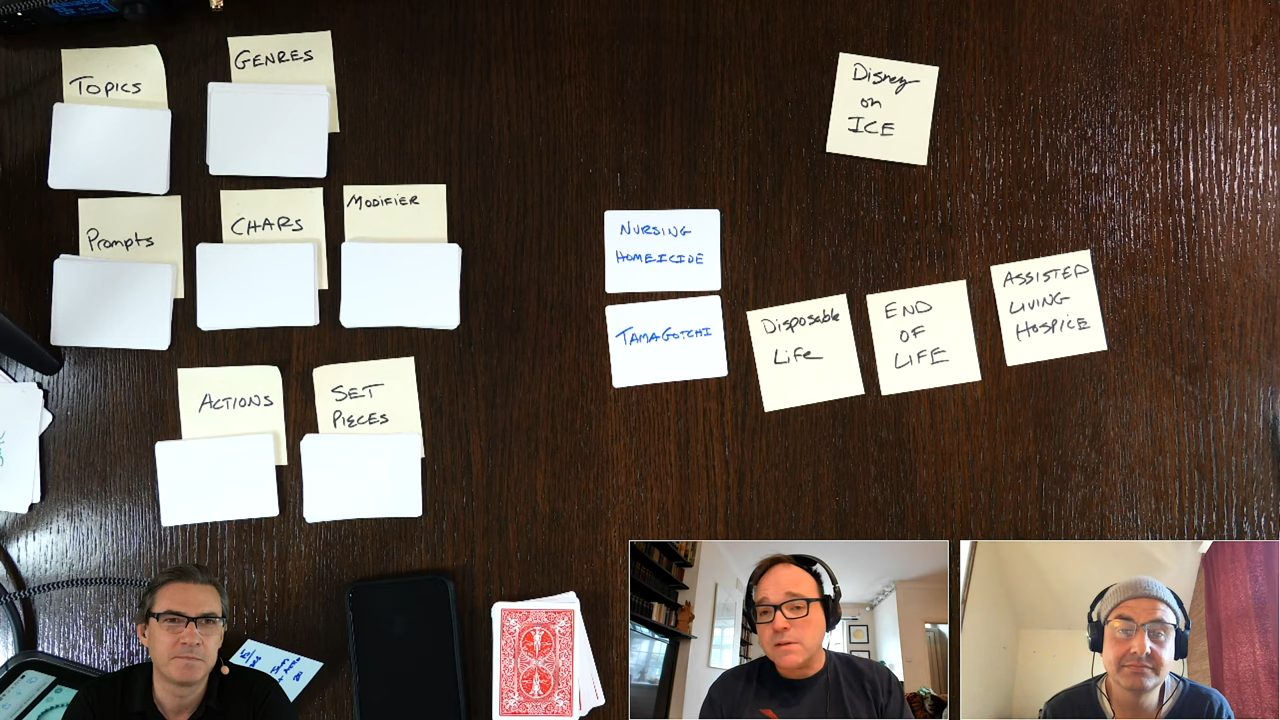 TOPICS
GENRES
Prompts
CHARS
MODIFIER
ACTIONS
SET
PIECES
Disney
on
ICE
NURSING
HOMEICIDE
TAMAGOTCHI
Disposable
Life
END
OF
LIFE
ASSISTED
LIVING
HOSPICE